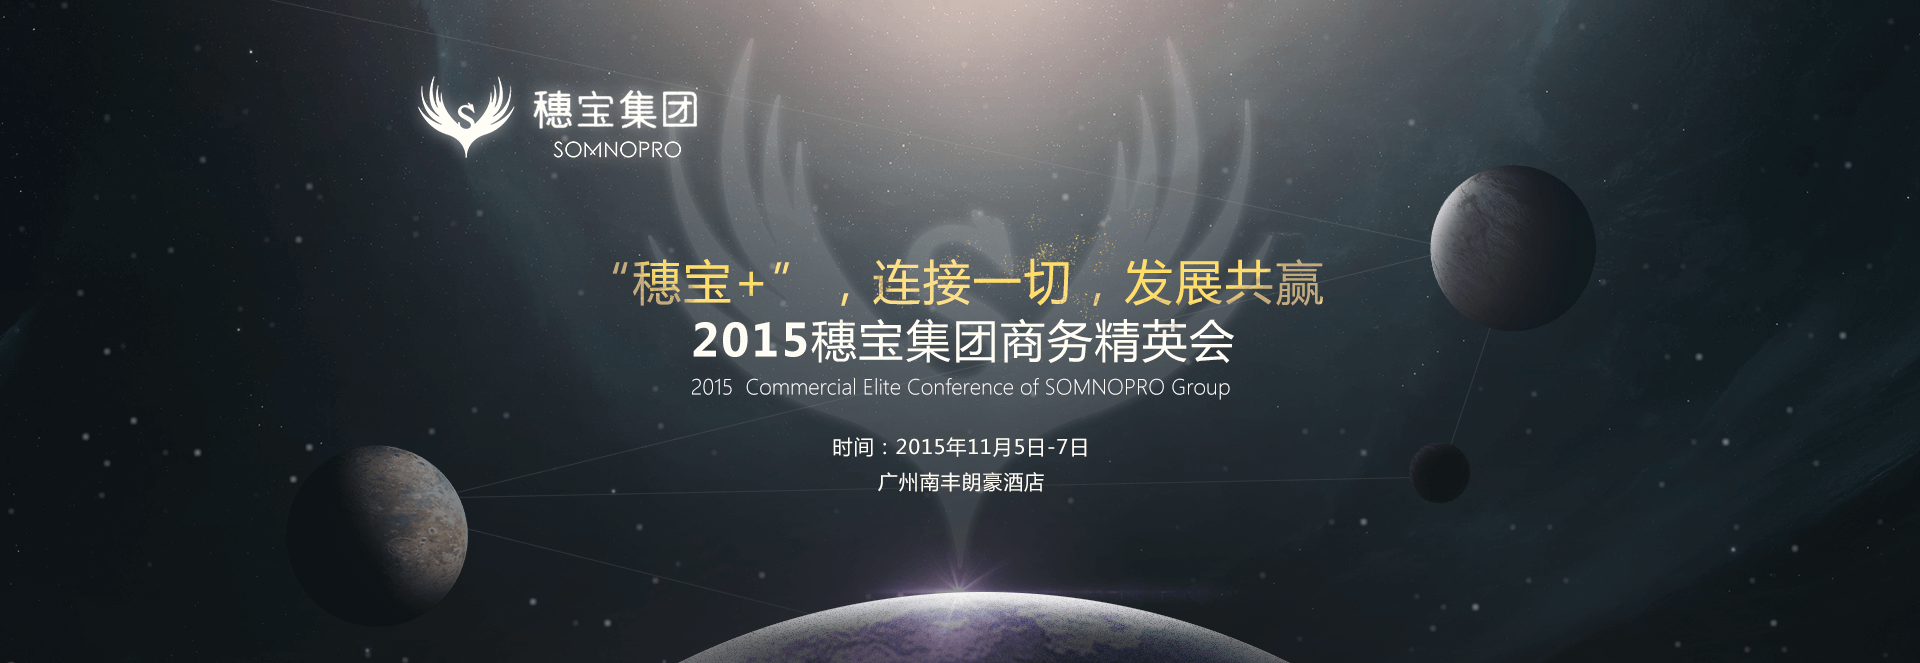 S
穗宝集团
SOMNOPRO
“穗宝+”，连接一切，发展共赢
2015穗宝集团商务精英会
2015 Commercial Elite Conference of SOMNOPRO Group
时间：2015年11月5日-7日
广州南丰朗豪酒店